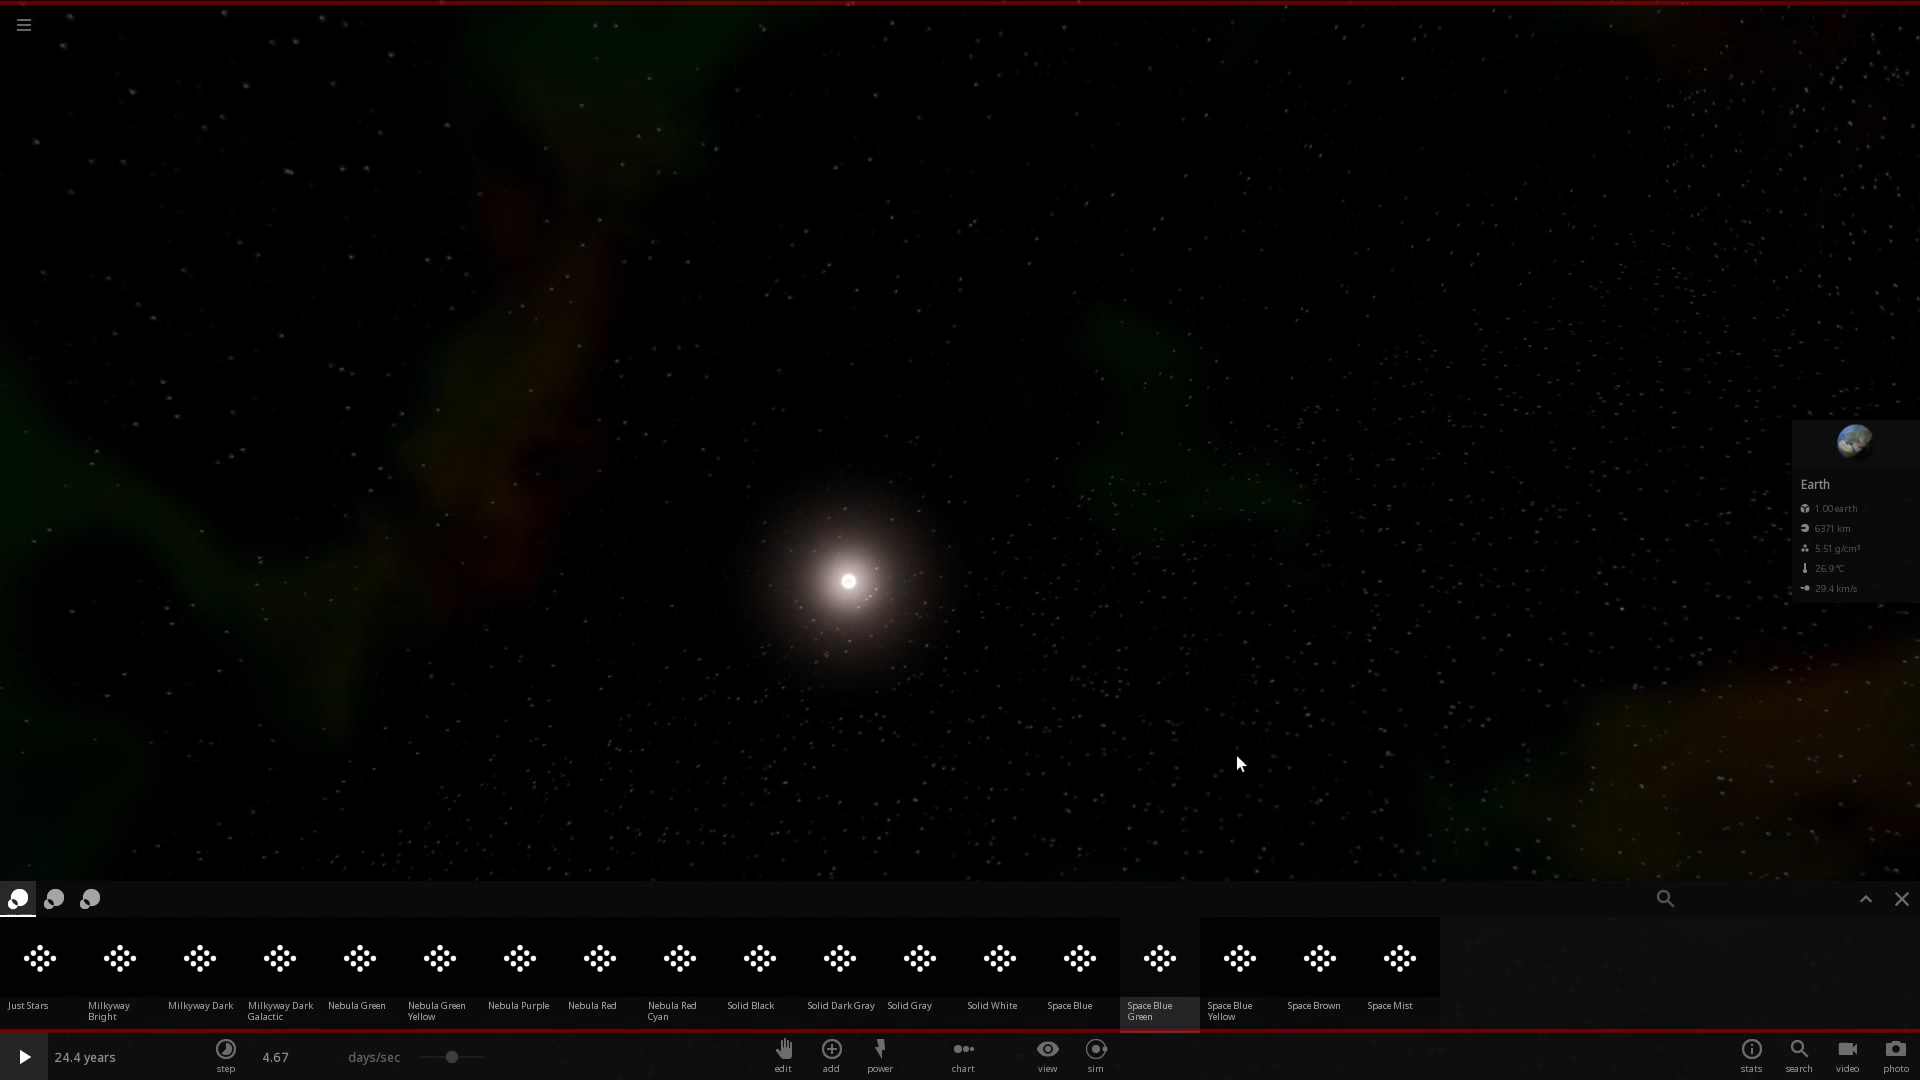 Earth
1.00 earth
6371 km
5.51 g/cm³
26.9 °C
29.4 km/s
Just Stars
Milkyway
Bright
Milkyway Dark
Milkyway Dark
Galactic
Nebula Green
Nebula Green
Yellow
Nebula Purple
Nebula Red
Nebula Red
Cyan
Solid Black
Solid Dark Gray
Solid Gray
Solid White
Space Blue
Space Blue
Green
Space Blue
Yellow
Space Brown
Space Mist
24.4 years
step
4.67
days/sec
edit
add
power
chart
view
sim
stats
search
video
photo